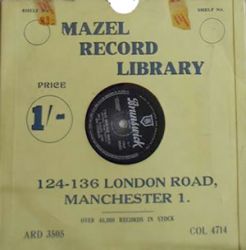 SHELF No.
SHELF No.
MAZEL
RECORD
LIBRARY
PRICE
1/-
Brunswick
124-136 LONDON ROAD,
MANCHESTER 1.
OVER 45,000 RECORDS IN STOCK
ARD 3505
COL 4714